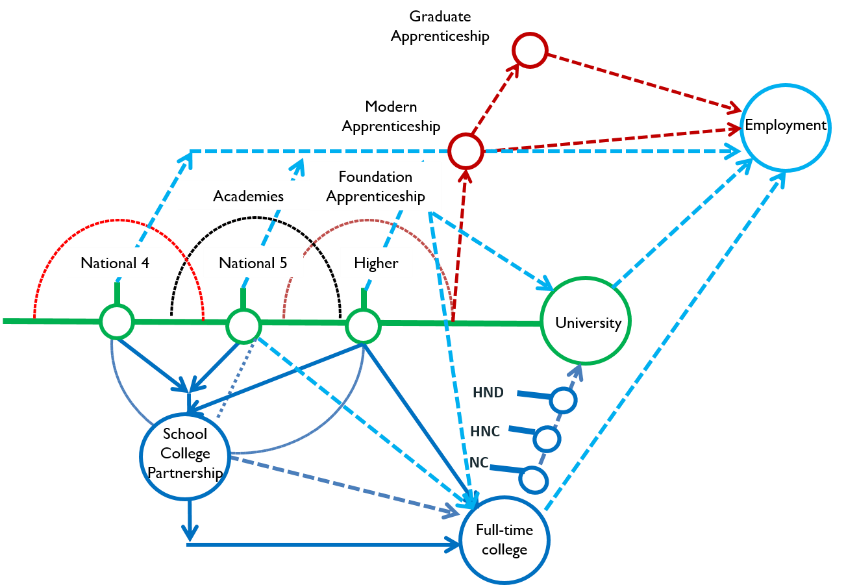 Graduate
Apprenticeship
Modern
Apprenticeship
Employment
Foundation
Apprenticeship
Academies
National 4
National 5
Higher
University
HND
HNC
NC
School
College
Partnership
Full-time
college